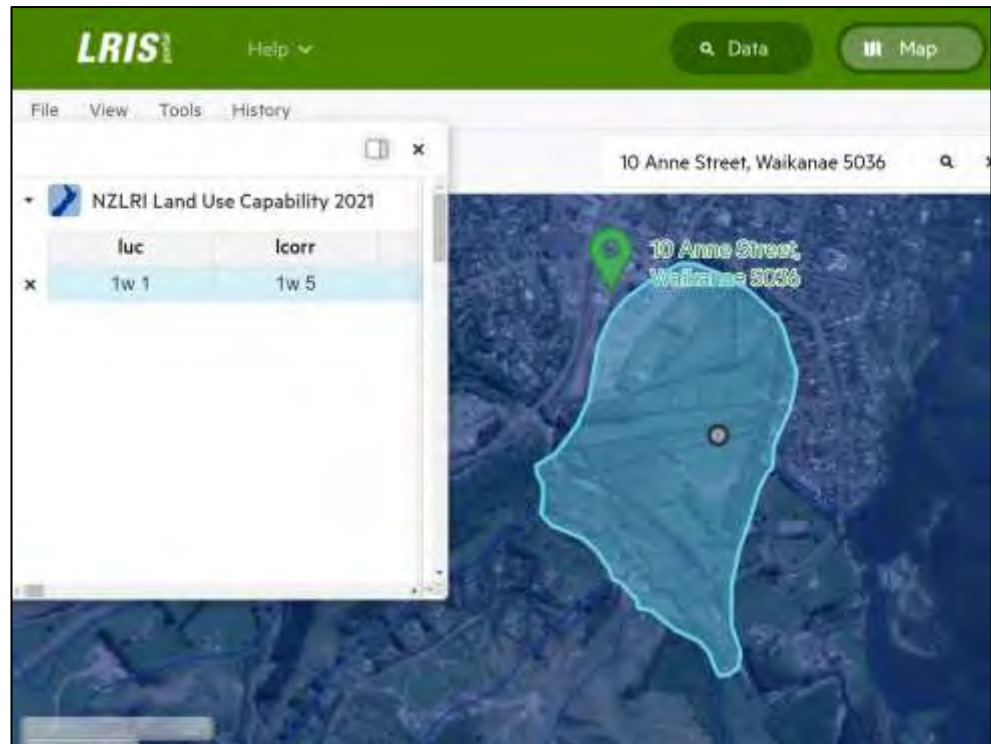 LRIS portal Help Data Map
File View Tools History
10 Anne Street, Waikanae 5036
NZLRI Land Use Capability 2021
luc lcorr
1w 1 1w 5
10 Anne Street,
Waikanae 5036